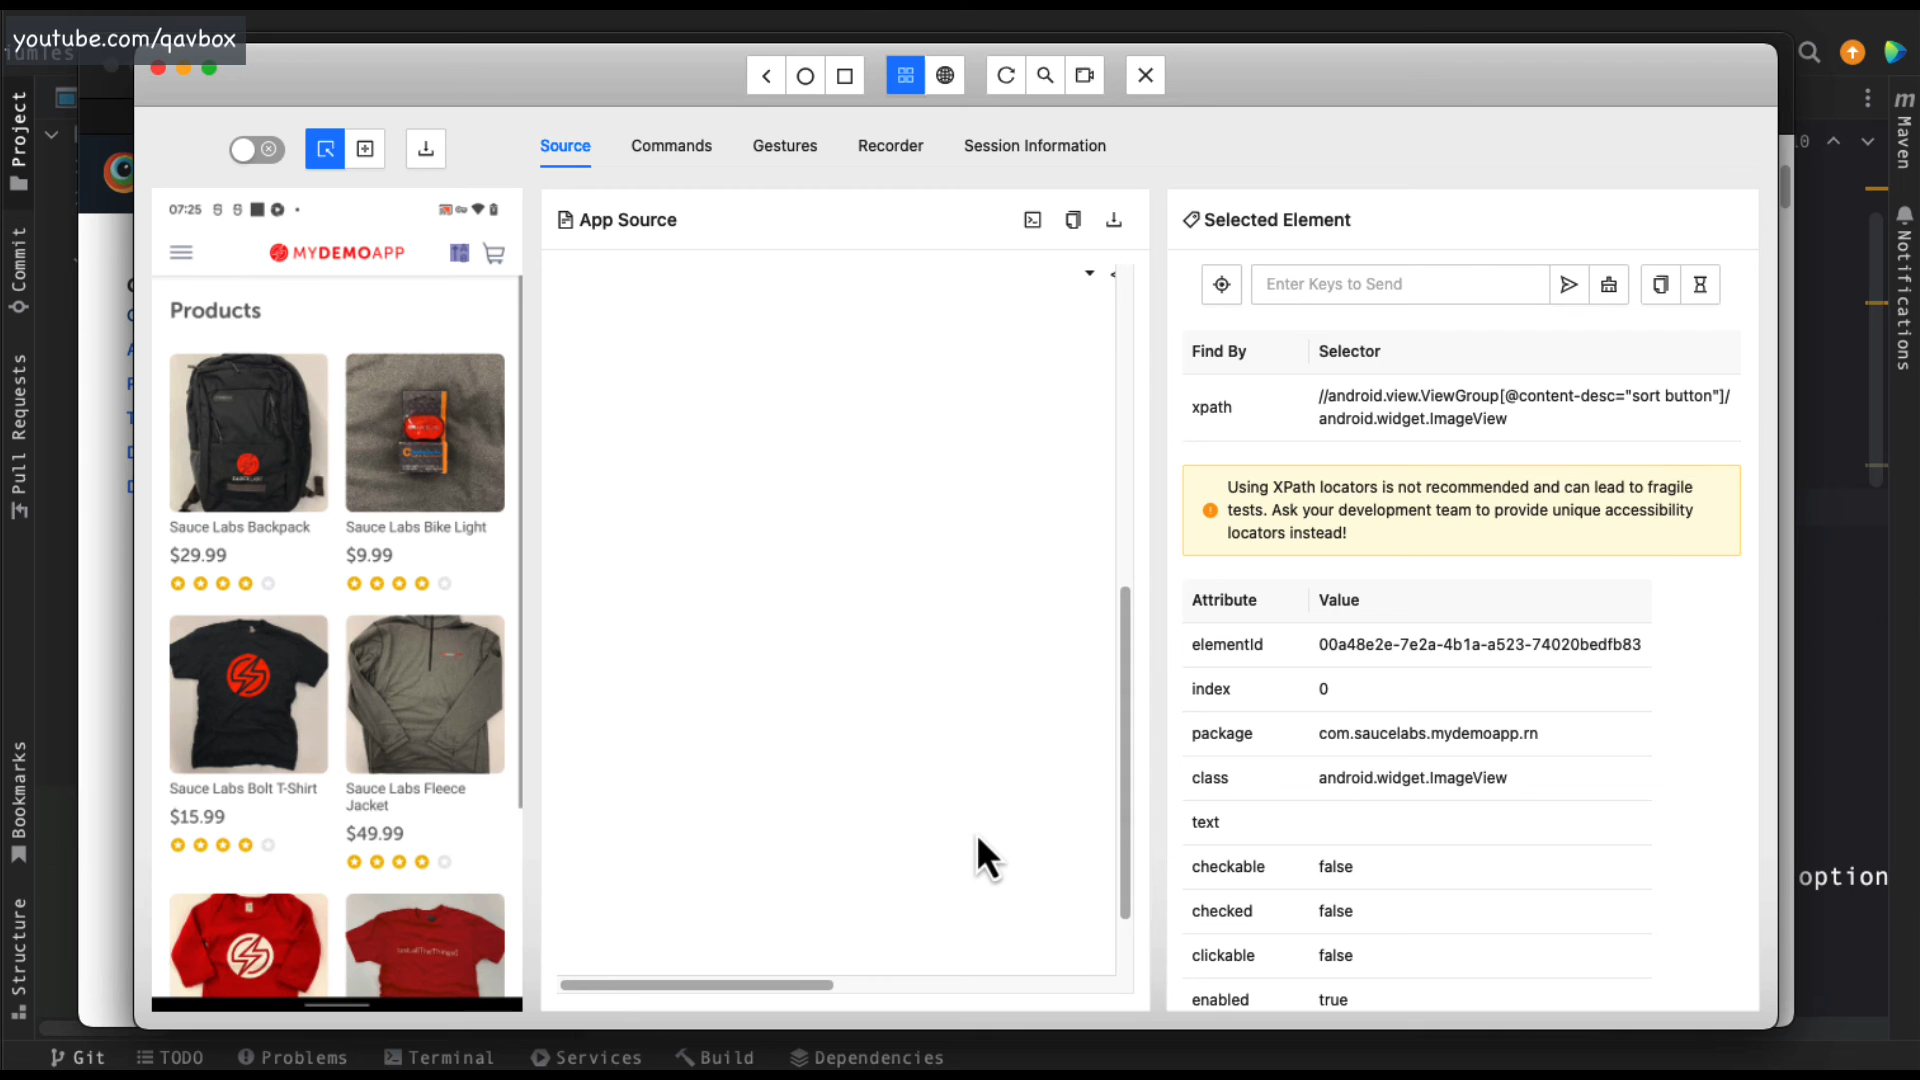 youtube.com/qavbox
iumTes
Project
Commit
Pull Requests
Bookmarks
Structure
Source
Commands
Gestures
Recorder
Session Information
07:25
MYDEMOAPP
Products
Sauce Labs Backpack
$29.99
Sauce Labs Bike Light
$9.99
Sauce Labs Bolt T-Shirt
$15.99
Sauce Labs Fleece
Jacket
$49.99
App Source
Selected Element
Enter Keys to Send
Find By
Selector
xpath
//android.view.ViewGroup[@content-desc="sort button"]/
android.widget.ImageView
Using XPath locators is not recommended and can lead to fragile
tests. Ask your development team to provide unique accessibility
locators instead!
Attribute
Value
elementId
00a48e2e-7e2a-4b1a-a523-74020bedfb83
index
0
package
com.saucelabs.mydemoapp.rn
class
android.widget.ImageView
text
checkable
false
checked
false
clickable
false
enabled
true
Maven
Notifications
option
Git
TODO
Problems
Terminal
Services
Build
Dependencies